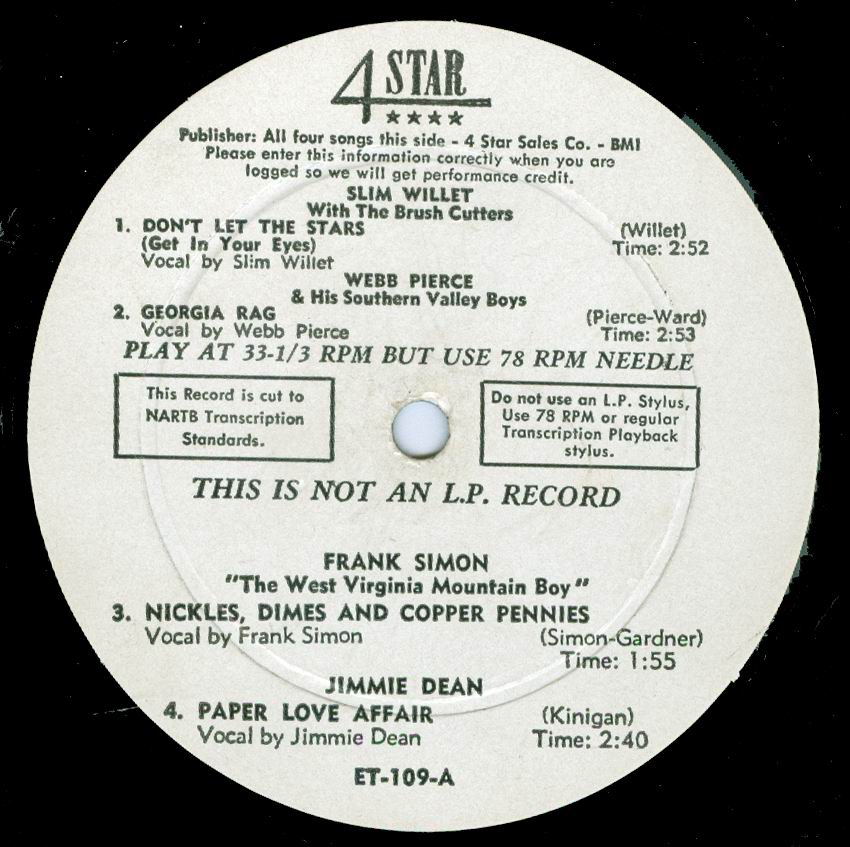 4 STAR
★★★★
Publisher: All four songs this side - 4 Star Sales Co. - BMI
Please enter this information correctly when you are
logged so we will get performance credit.
SLIM WILLET
With The Brush Cutters
1. DON'T LET THE STARS (Willet)
(Get In Your Eyes) Time: 2:52
Vocal by Slim Willet
WEBB PIERCE
& His Southern Valley Boys
2. GEORGIA RAG (Pierce-Ward)
Vocal by Webb Pierce Time: 2:53
PLAY AT 33-1/3 RPM BUT USE 78 RPM NEEDLE
This Record is cut to
NARTB Transcription
Standards.
Do not use an L.P. Stylus,
Use 78 RPM or regular
Transcription Playback
stylus.
THIS IS NOT AN L.P. RECORD
FRANK SIMON
"The West Virginia Mountain Boy"
3. NICKLES, DIMES AND COPPER PENNIES
Vocal by Frank Simon (Simon-Gardner)
Time: 1:55
JIMMIE DEAN
4. PAPER LOVE AFFAIR (Kinigan)
Vocal by Jimmie Dean Time: 2:40
ET-109-A